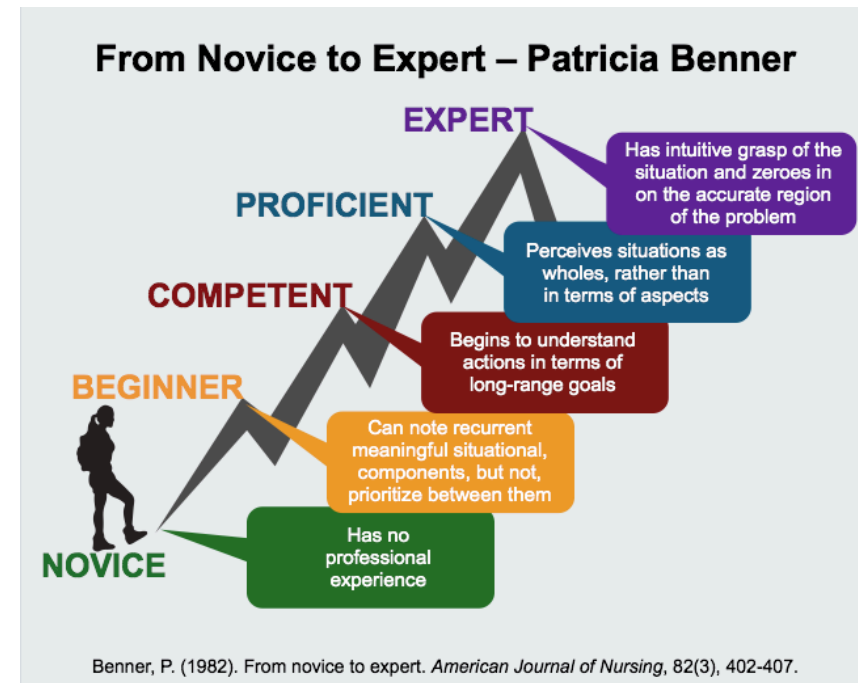 From Novice to Expert – Patricia Benner
EXPERT
Has intuitive grasp of the
situation and zeroes in
on the accurate region
of the problem
PROFICIENT
Perceives situations as
wholes, rather than
in terms of aspects
COMPETENT
Begins to understand
actions in terms of
long-range goals
BEGINNER
Can note recurrent
meaningful situational,
components, but not,
prioritize between them
NOVICE
Has no
professional
experience
Benner, P. (1982). From novice to expert. American Journal of Nursing, 82(3), 402-407.